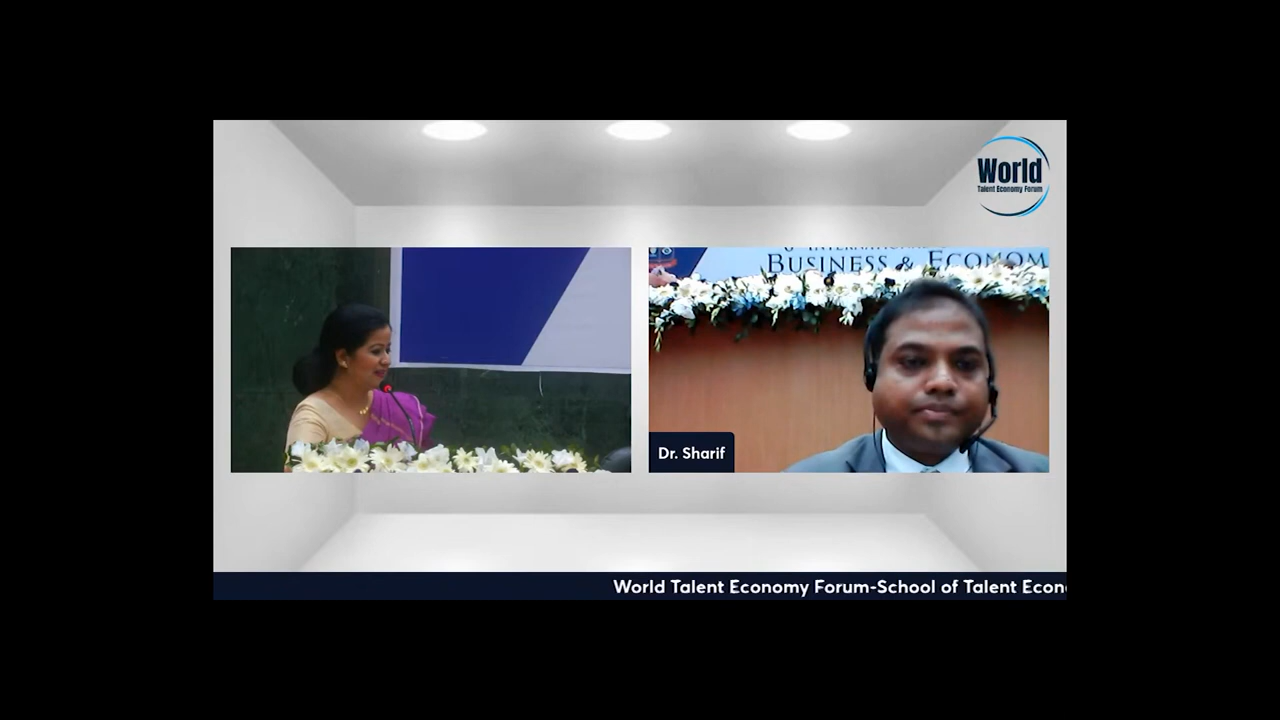 World
Talent Economy Forum
BUSINESS & ECONOM
Dr. Sharif
World Talent Economy Forum-School of Talent Econ